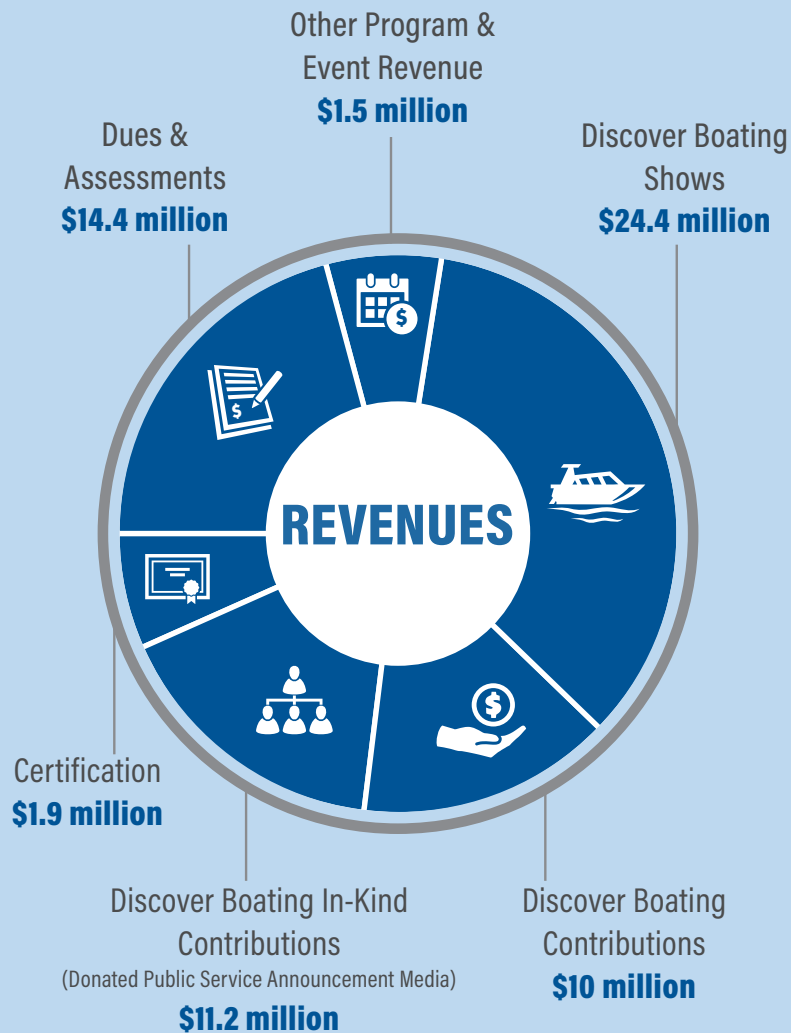 Other Program &
Event Revenue
$1.5 million
Dues &
Assessments
$14.4 million
Discover Boating
Shows
$24.4 million
$
$
REVENUES
$
Certification
$1.9 million
Discover Boating In-Kind
Contributions
(Donated Public Service Announcement Media)
$11.2 million
Discover Boating
Contributions
$10 million